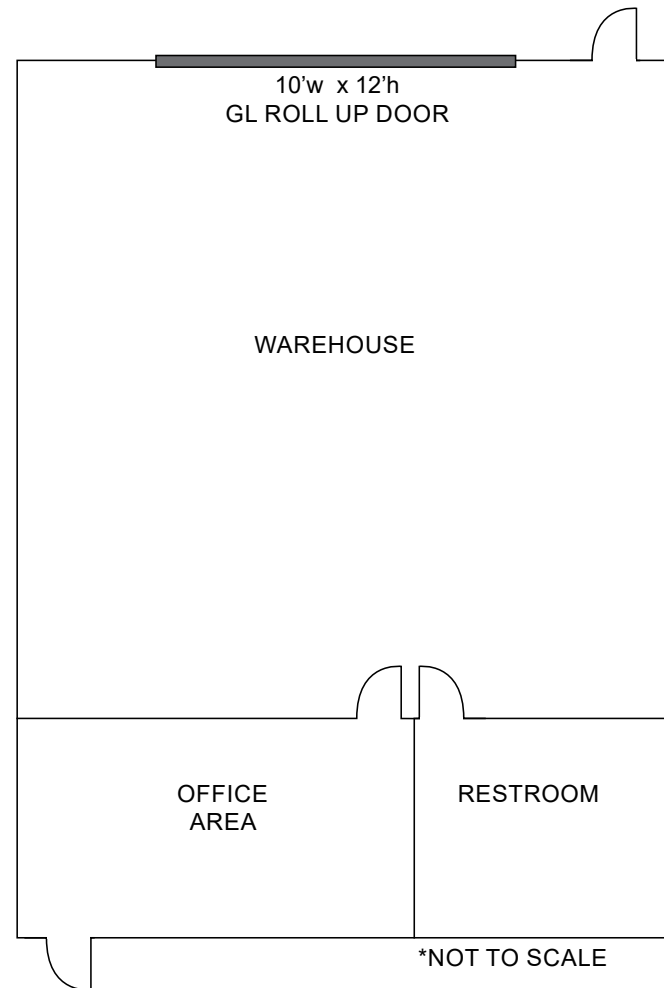 10’w  x 12’h
GL ROLL UP DOOR
WAREHOUSE
OFFICE
AREA
RESTROOM
*NOT TO SCALE